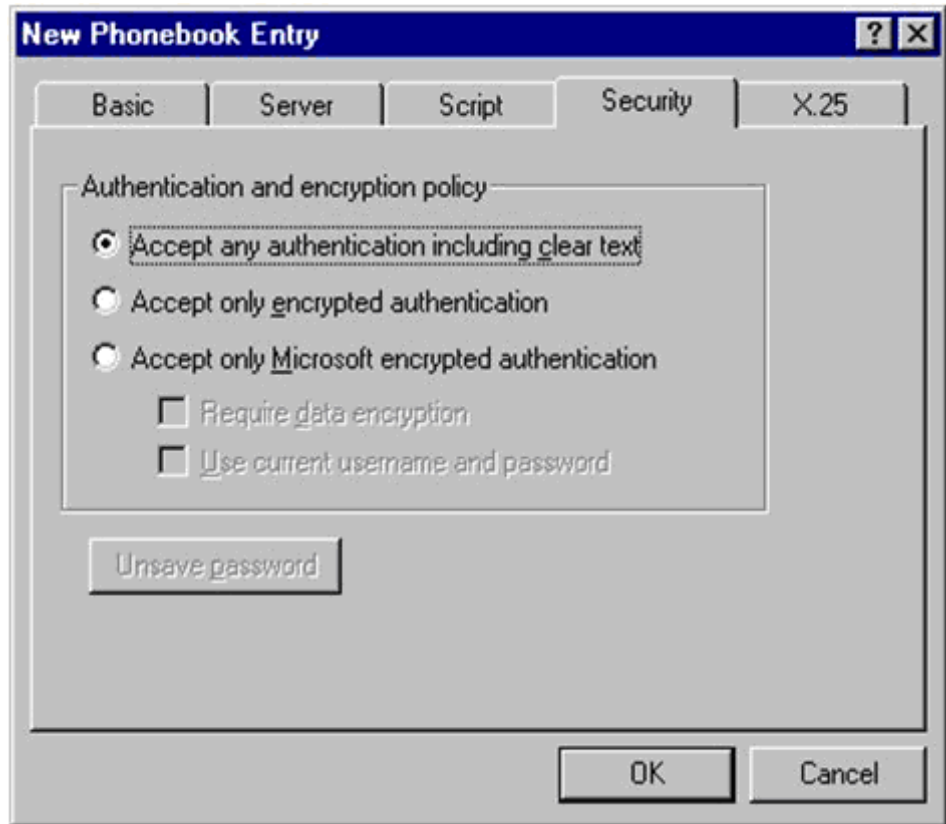 New Phonebook Entry
Basic Server Script Security X.25
Authentication and encryption policy
Accept any authentication including clear text
Accept only encrypted authentication
Accept only Microsoft encrypted authentication
Require data encryption
Use current username and password
Unsave password
OK Cancel